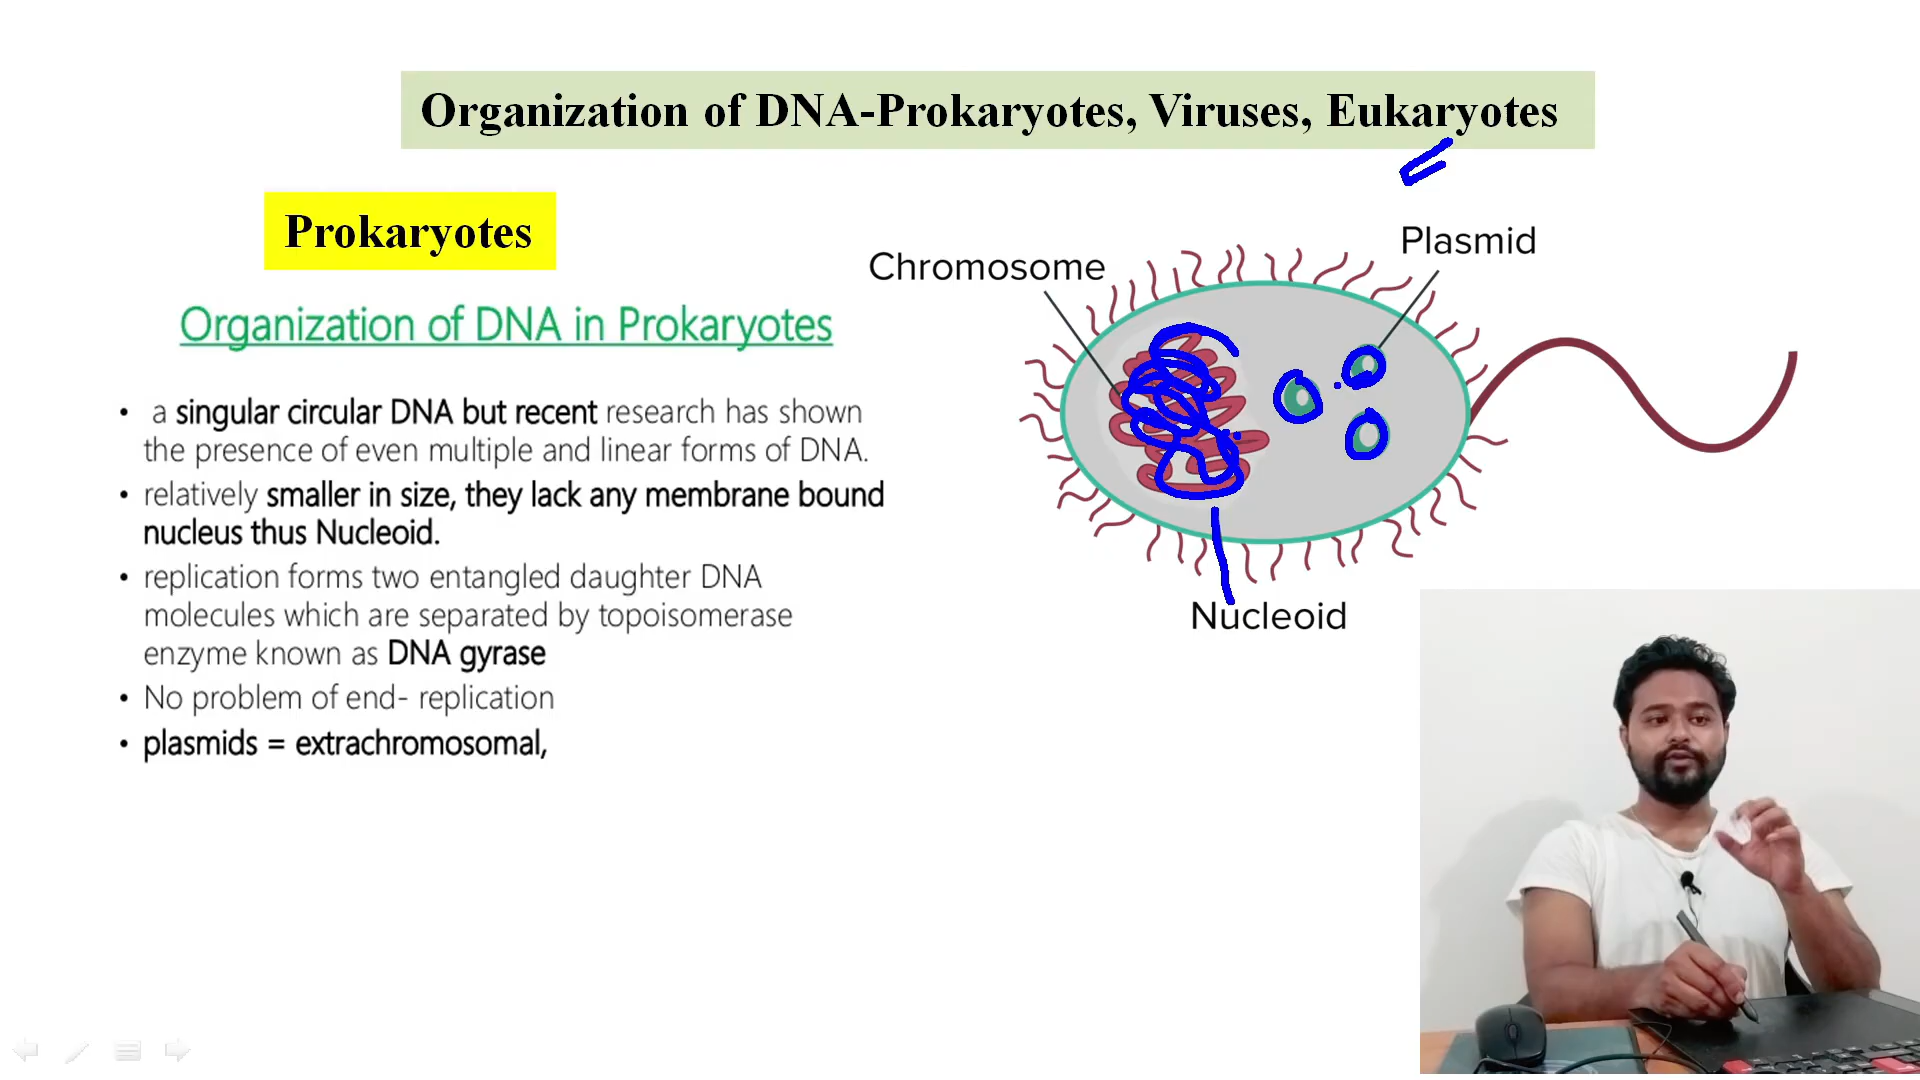 Organization of DNA-Prokaryotes, Viruses, Eukaryotes
Prokaryotes
Organization of DNA in Prokaryotes
• a singular circular DNA but recent research has shown
the presence of even multiple and linear forms of DNA.
• relatively smaller in size, they lack any membrane bound
nucleus thus Nucleoid.
• replication forms two entangled daughter DNA
molecules which are separated by topoisomerase
enzyme known as DNA gyrase
• No problem of end- replication
• plasmids = extrachromosomal,
Plasmid
Chromosome
Nucleoid